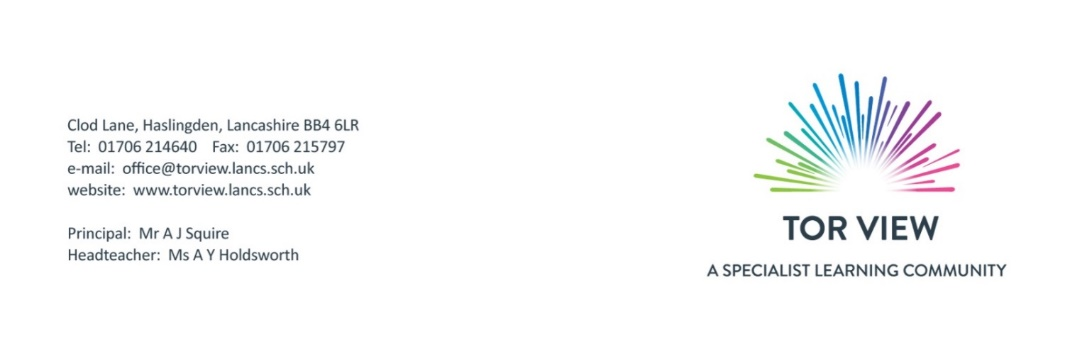 Clod Lane, Haslingden, Lancashire BB4 6LR
Tel: 01706 214640 Fax: 01706 215797
e-mail: office@torview.lancs.sch.uk
website: www.torview.lancs.sch.uk
Principal: Mr A J Squire
Headteacher: Ms A Y Holdsworth
TOR VIEW
A SPECIALIST LEARNING COMMUNITY